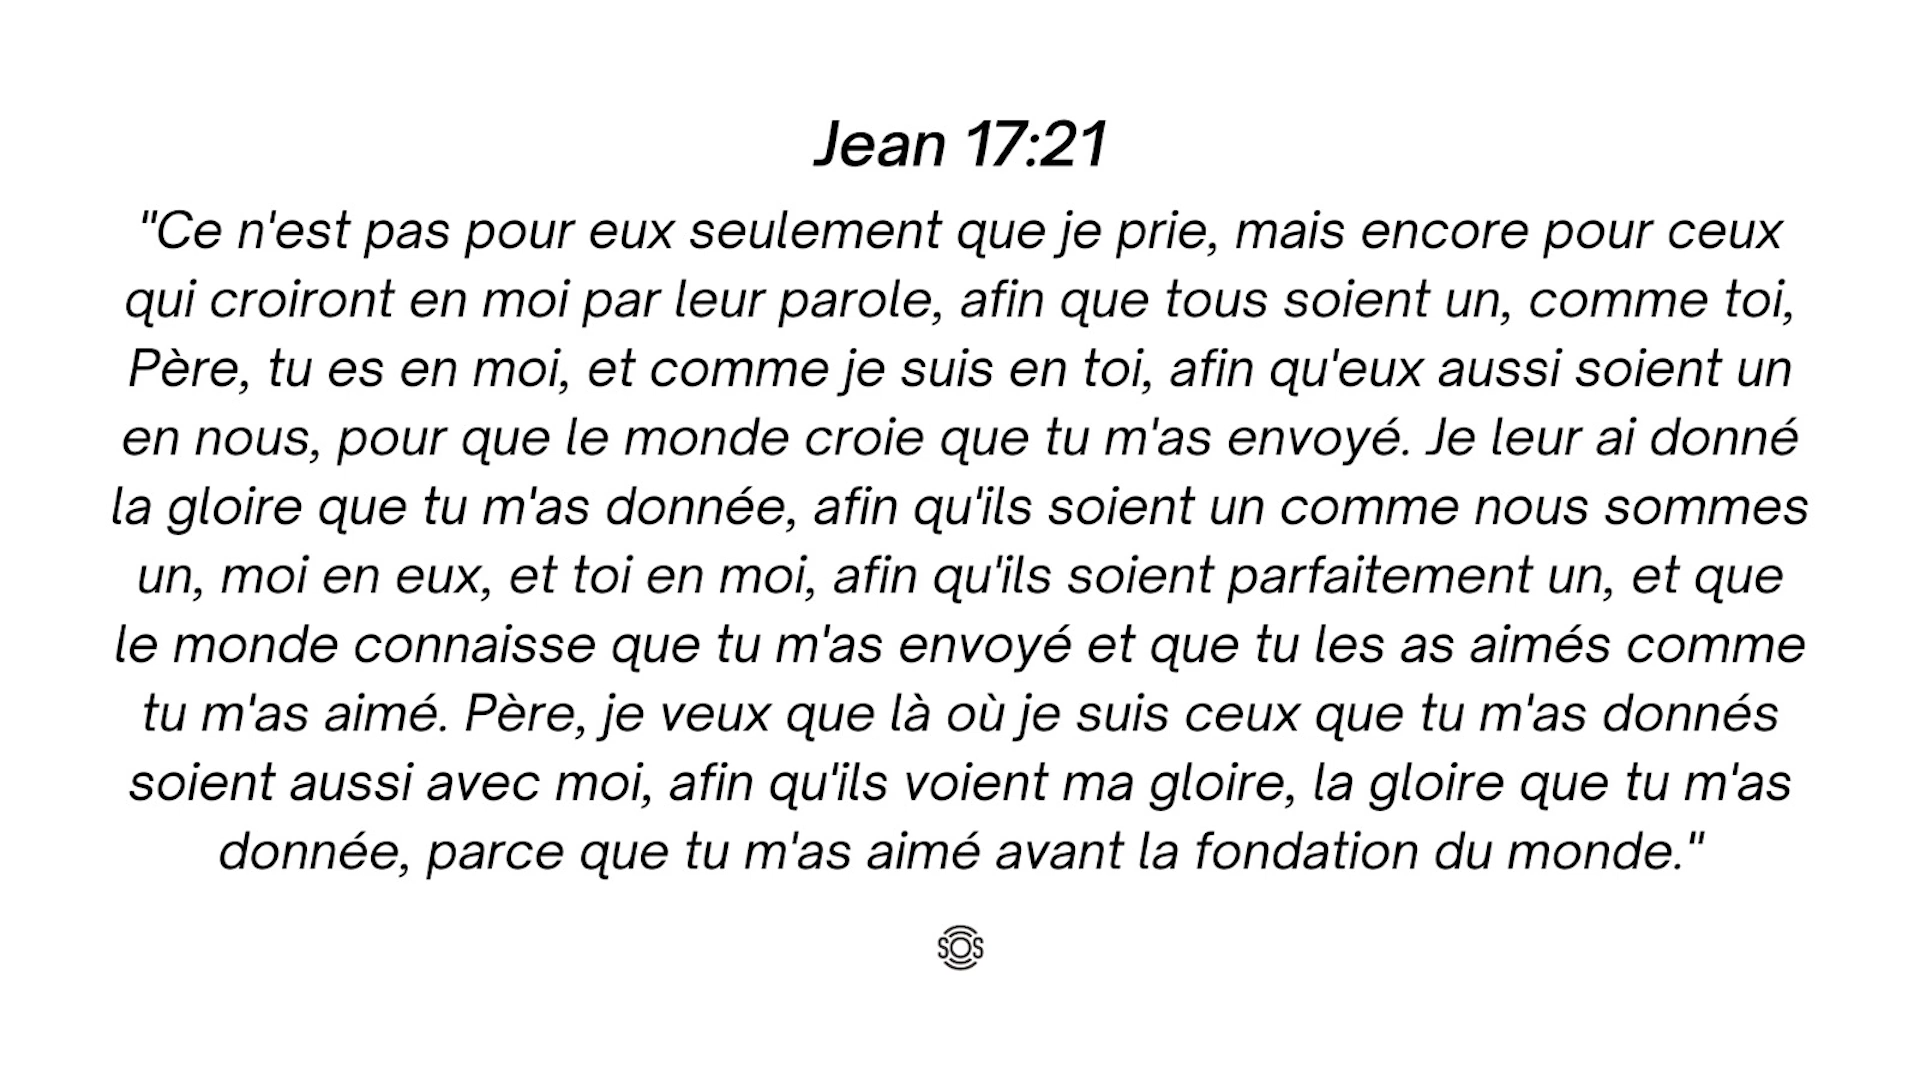 Jean 17:21
"Ce n'est pas pour eux seulement que je prie, mais encore pour ceux
qui croiront en moi par leur parole, afin que tous soient un, comme toi,
Père, tu es en moi, et comme je suis en toi, afin qu'eux aussi soient un
en nous, pour que le monde croie que tu m'as envoyé. Je leur ai donné
la gloire que tu m'as donnée, afin qu'ils soient un comme nous sommes
un, moi en eux, et toi en moi, afin qu'ils soient parfaitement un, et que
le monde connaisse que tu m'as envoyé et que tu les as aimés comme
tu m'as aimé. Père, je veux que là où je suis ceux que tu m'as donnés
soient aussi avec moi, afin qu'ils voient ma gloire, la gloire que tu m'as
donnée, parce que tu m'as aimé avant la fondation du monde."
SOS